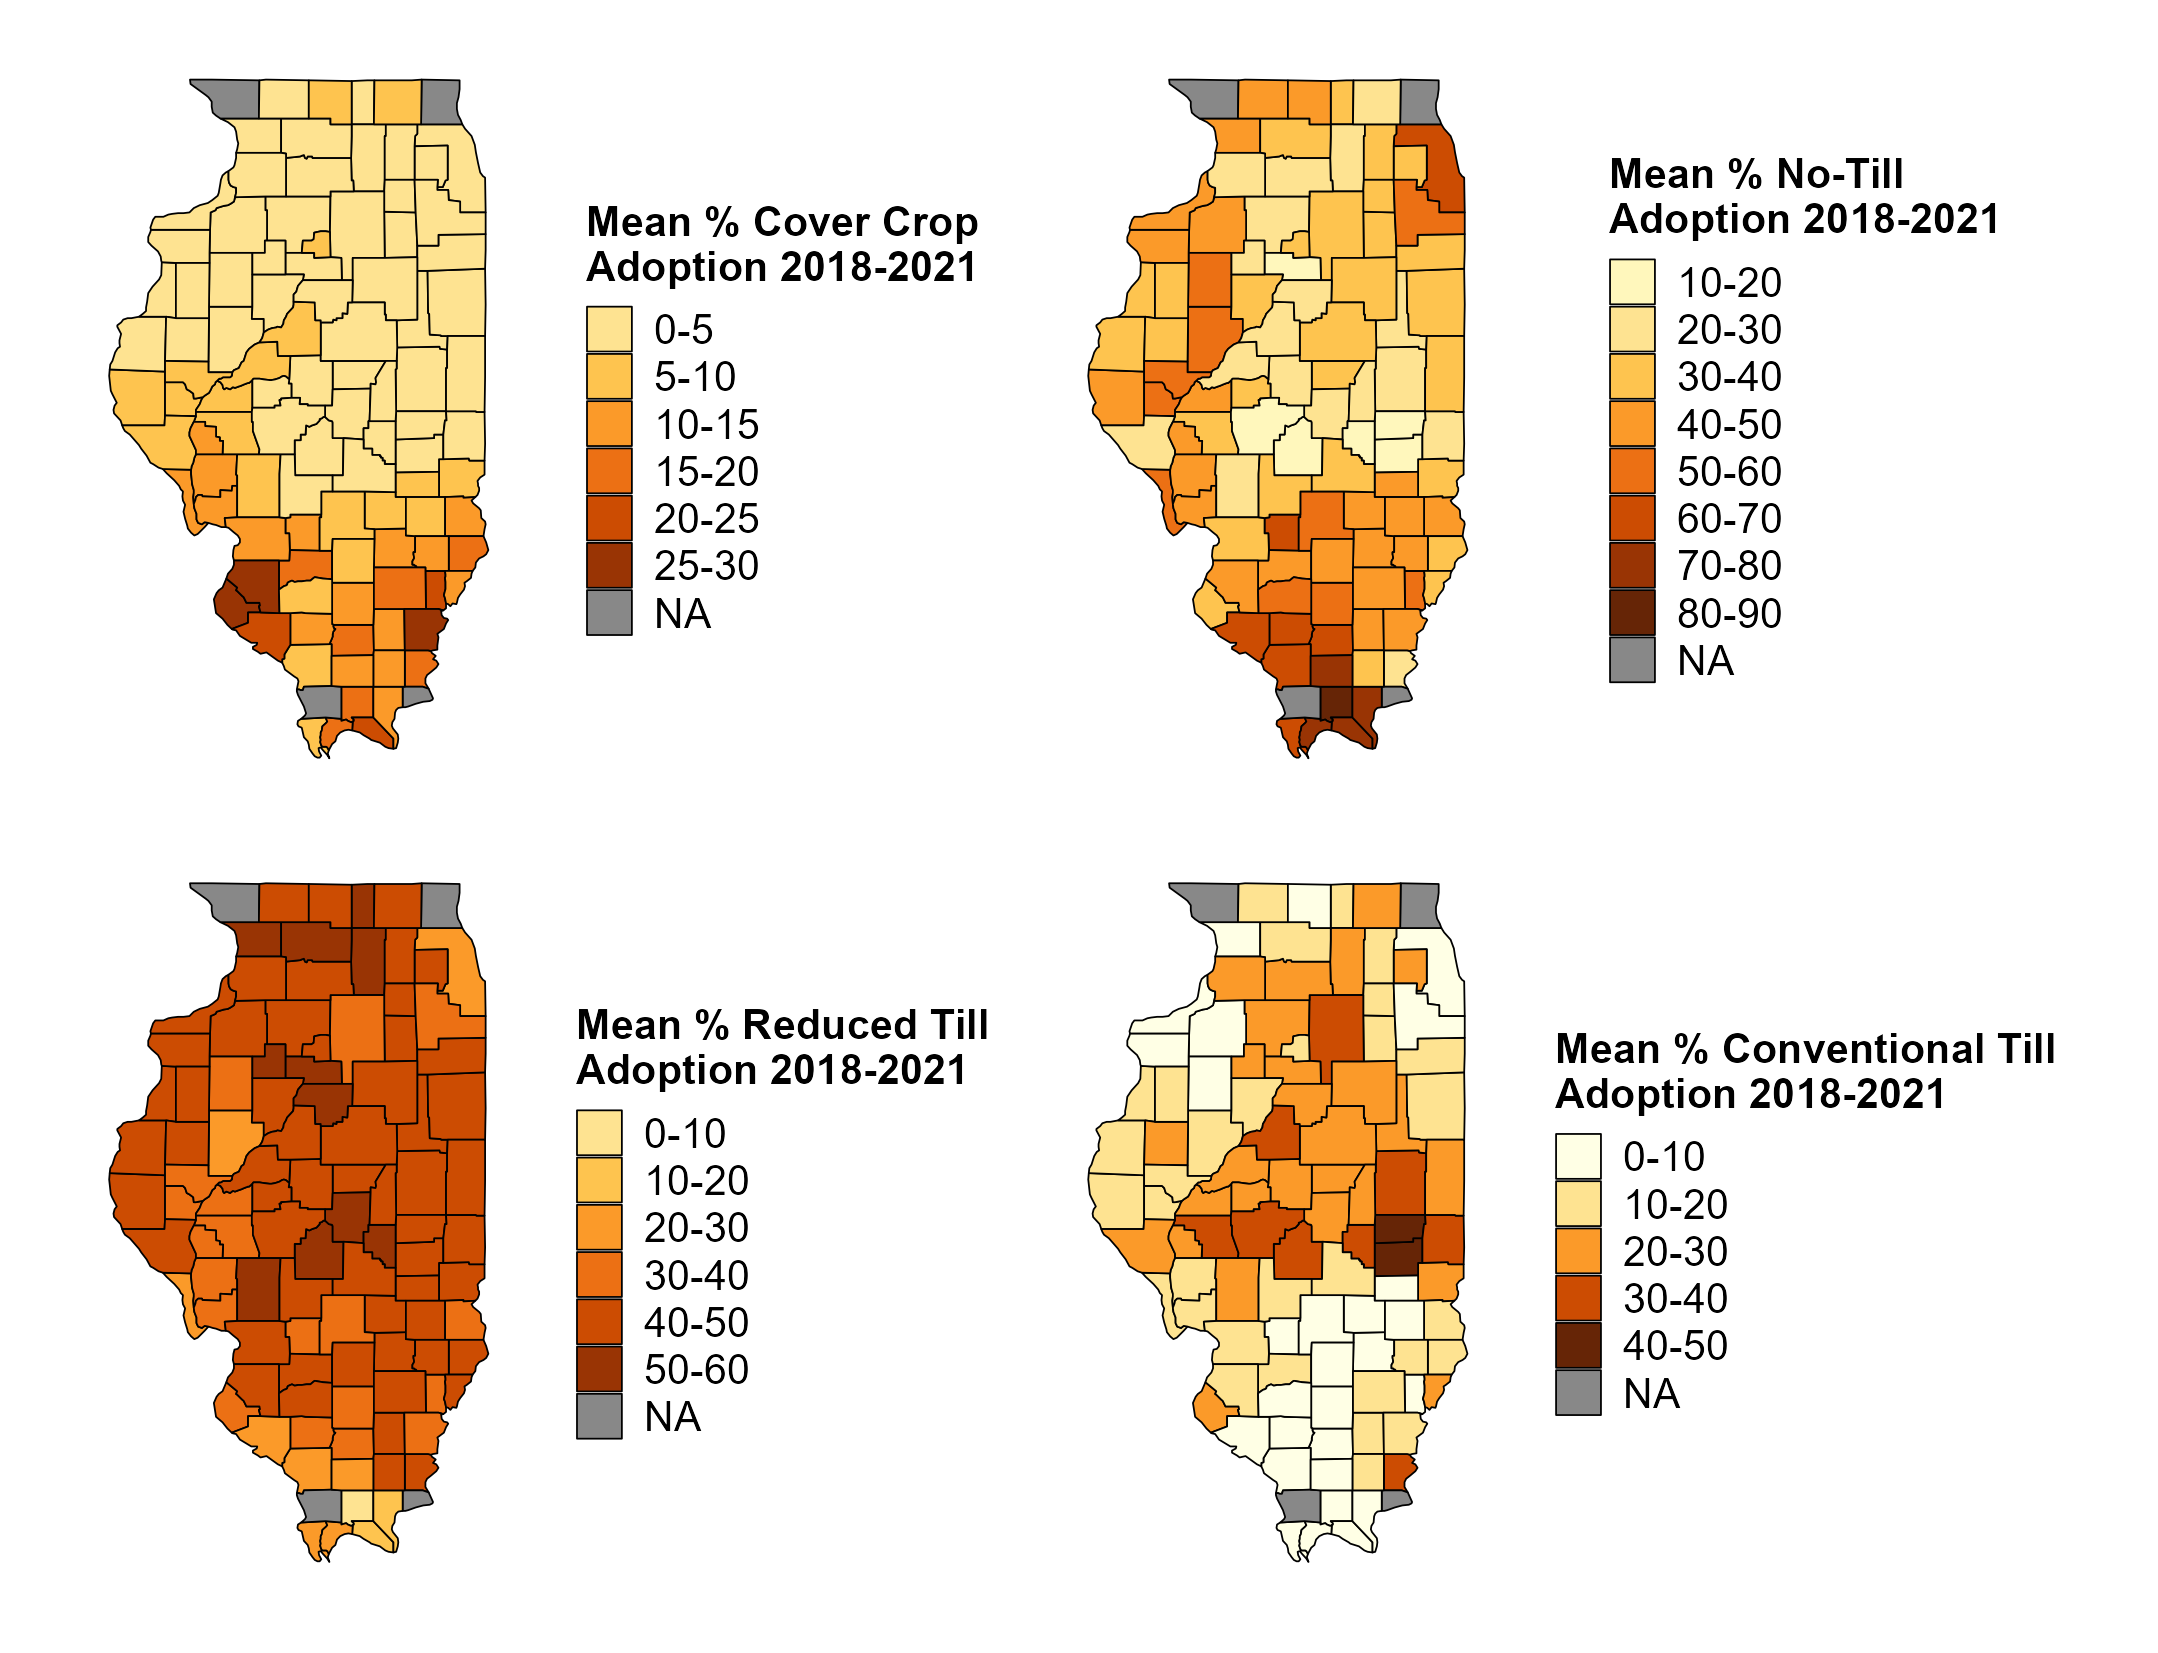 Mean % Cover Crop
Adoption 2018-2021
0-5
5-10
10-15
15-20
20-25
25-30
NA
Mean % No-Till
Adoption 2018-2021
10-20
20-30
30-40
40-50
50-60
60-70
70-80
80-90
NA
Mean % Reduced Till
Adoption 2018-2021
0-10
10-20
20-30
30-40
40-50
50-60
NA
Mean % Conventional Till
Adoption 2018-2021
0-10
10-20
20-30
30-40
40-50
NA